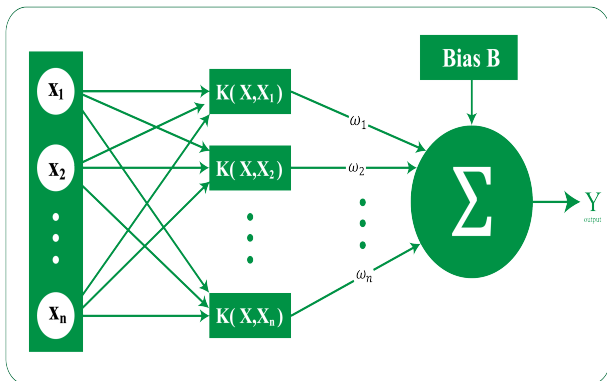 Bias B
x₁
K( X,X₁ )
ω₁
x₂
K( X,X₂ )
ω₂
Σ
Y
output
xₙ
K( X,Xₙ )
ωₙ